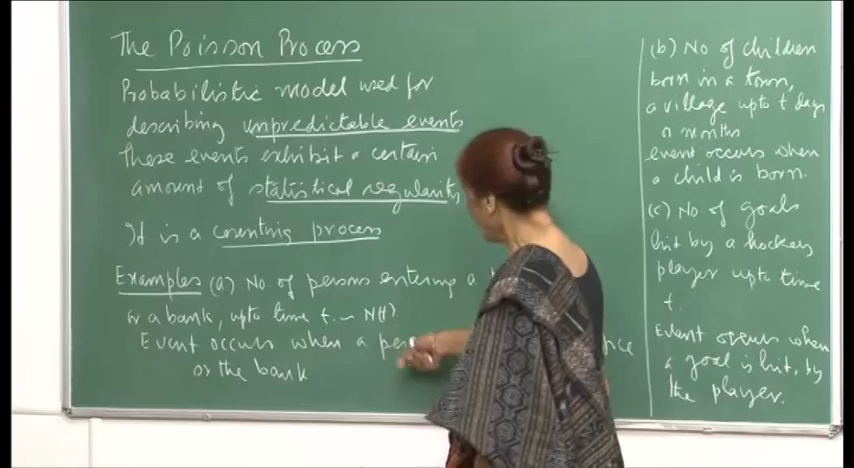 The Poisson Process
Probabilistic model used for
describing unpredictable events
These events exhibit a certain
amount of statistical regularity
It is a counting process
Examples (a) No. of persons entering a
or a bank, upto time t — N(t)
Event occurs when a
or the bank
(b) No of children
born in a town,
a village upto t days
or months
event occurs when
a child is born.
(c) No. of goals
hit by a hockey
player upto time
t.
Event occurs when
a goal is hit, by
the player.